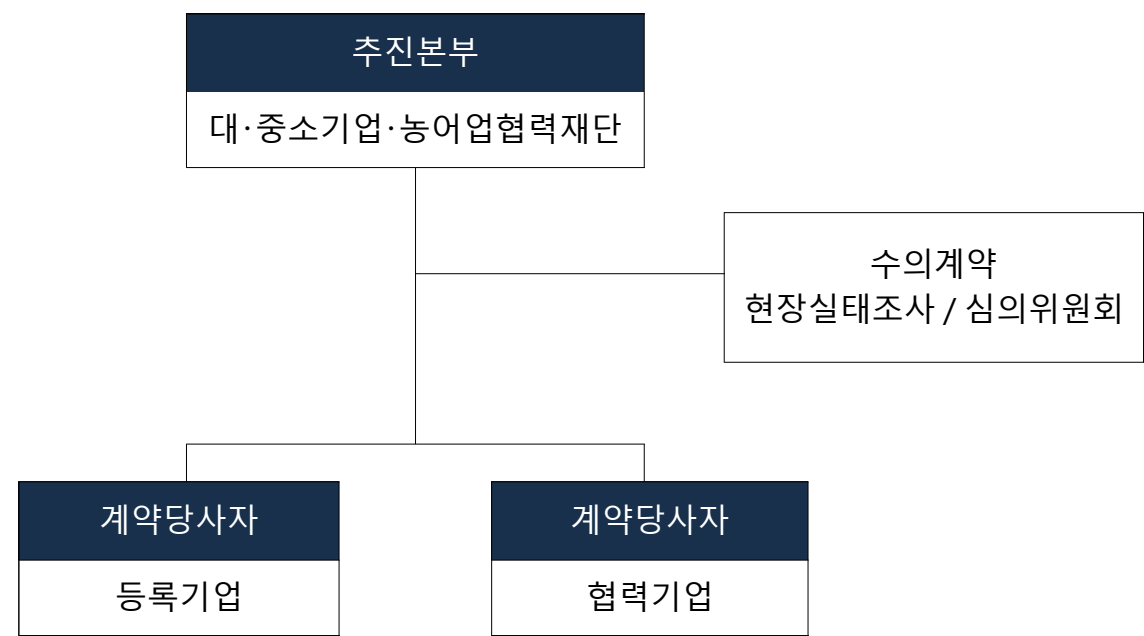 추진본부
대·중소기업·농어업협력재단
수의계약
현장실태조사 / 심의위원회
계약당사자
등록기업
계약당사자
협력기업